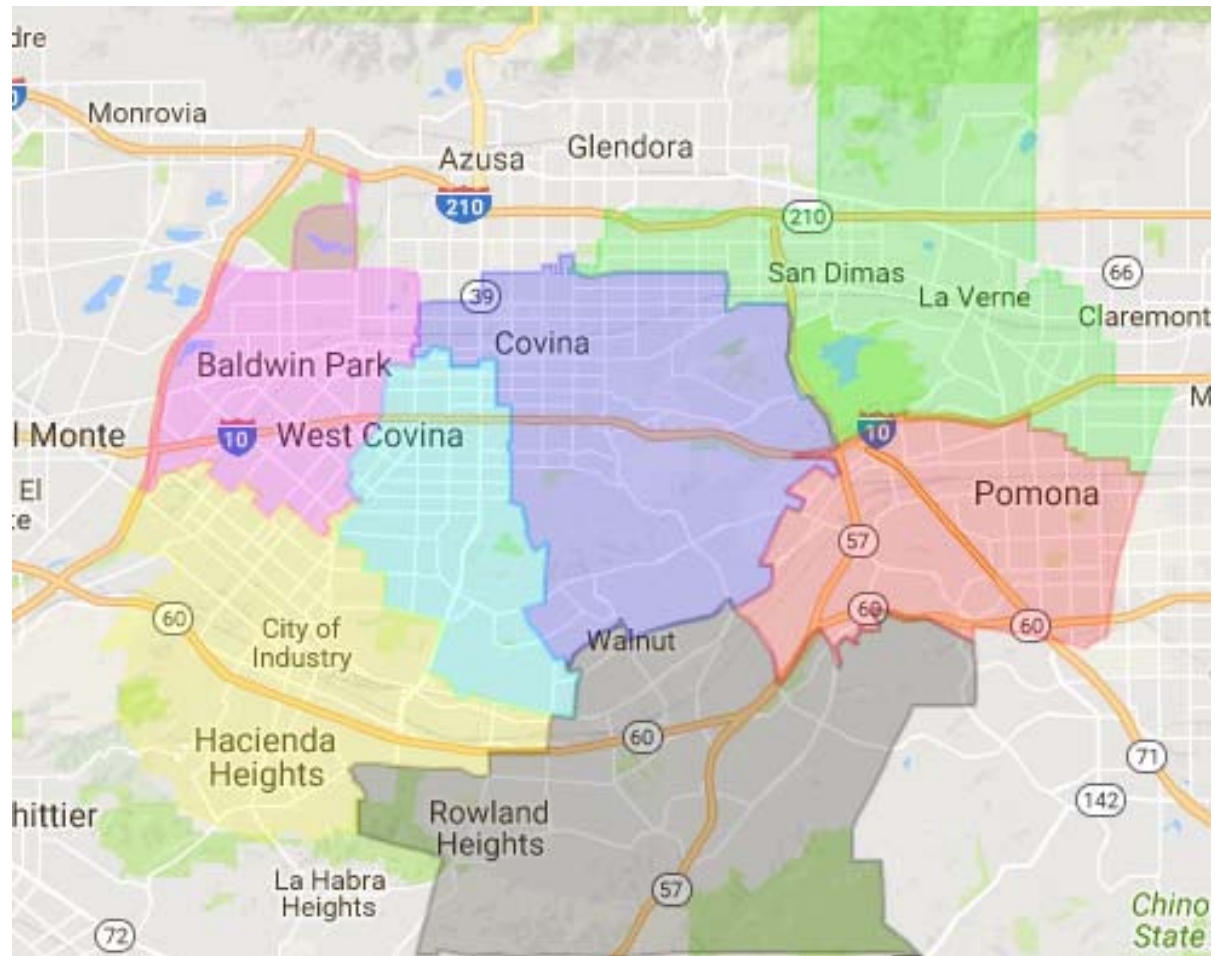 dre
Monrovia
Glendora
Azusa
210
210
San Dimas
66
39
La Verne
Claremont
Covina
Baldwin Park
M
l Monte
10
West Covina
10
El
te
Pomona
57
60
60
60
City of
Industry
Walnut
Hacienda
Heights
60
71
142
hittier
Rowland
Heights
La Habra
Heights
57
Chino
State
72